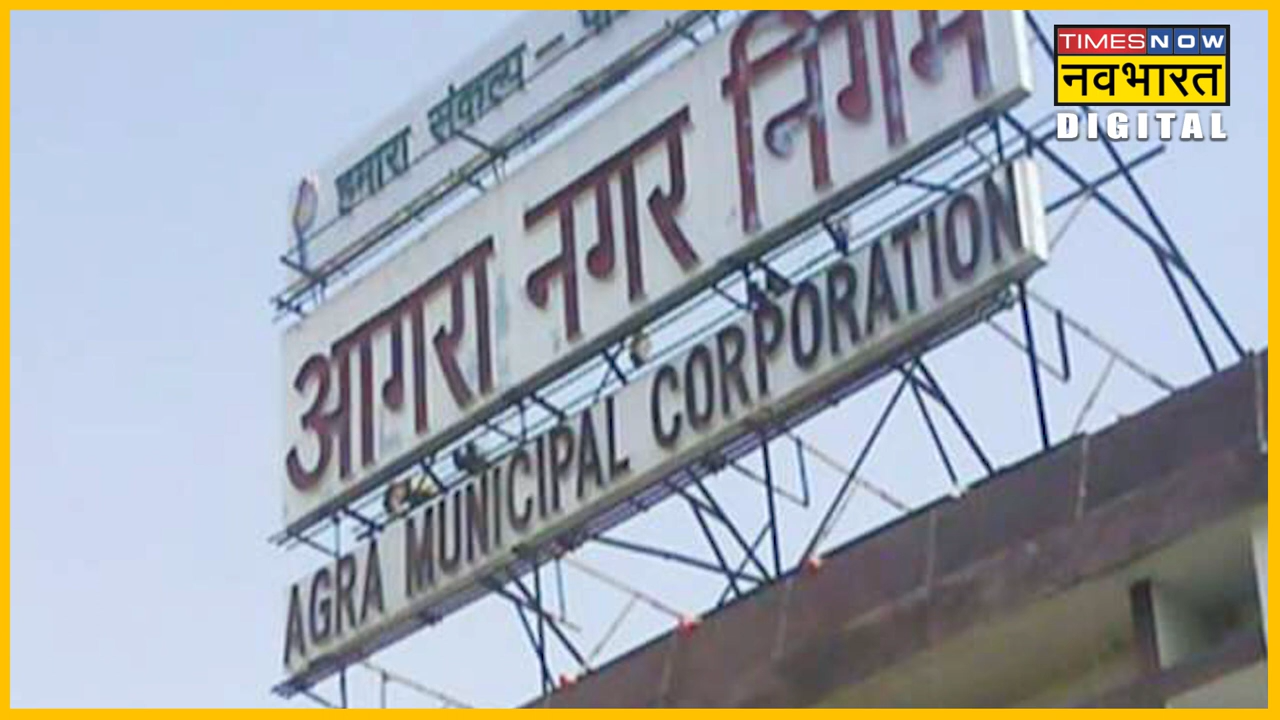 हमारा संकल्प -
आगरा नगर निगम
AGRA MUNICIPAL CORPORATION
TIMES NOW
नवभारत
DIGITAL